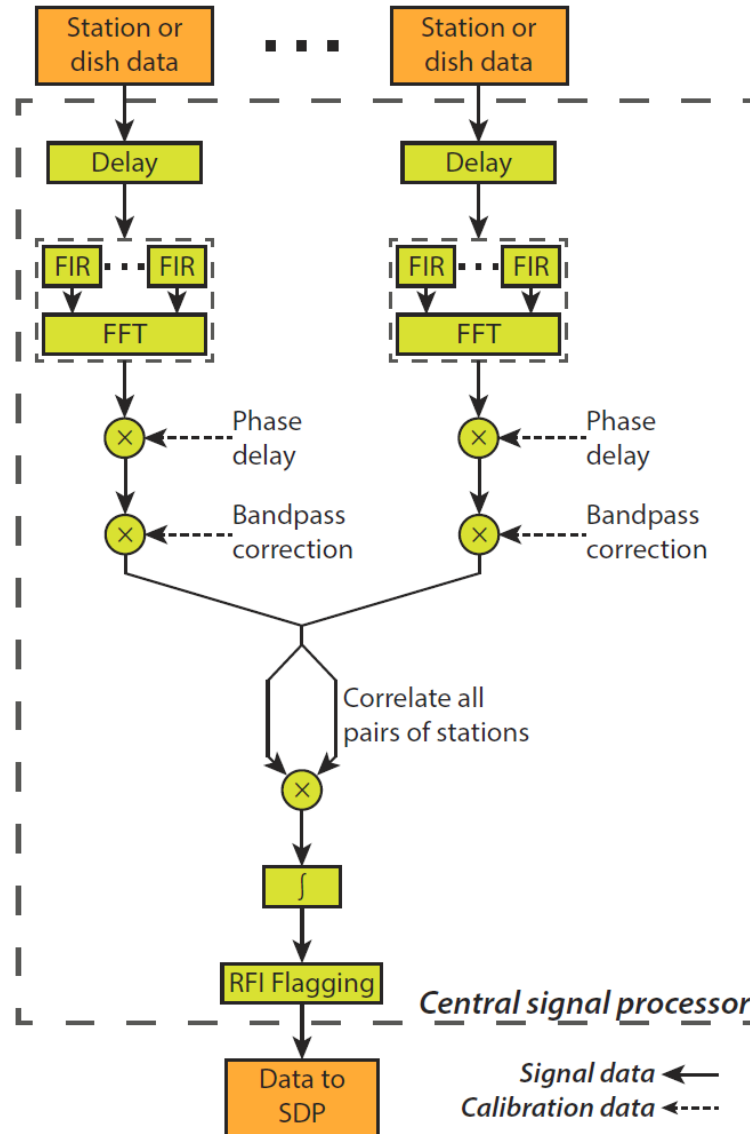 Station or
dish data
Station or
dish data
Delay
Delay
FIR
FIR
FIR
FIR
FFT
FFT
×
Phase
delay
×
Phase
delay
×
Bandpass
correction
×
Bandpass
correction
Correlate all
pairs of stations
×
∫
RFI Flagging
Central signal processor
Data to
SDP
Signal data
Calibration data